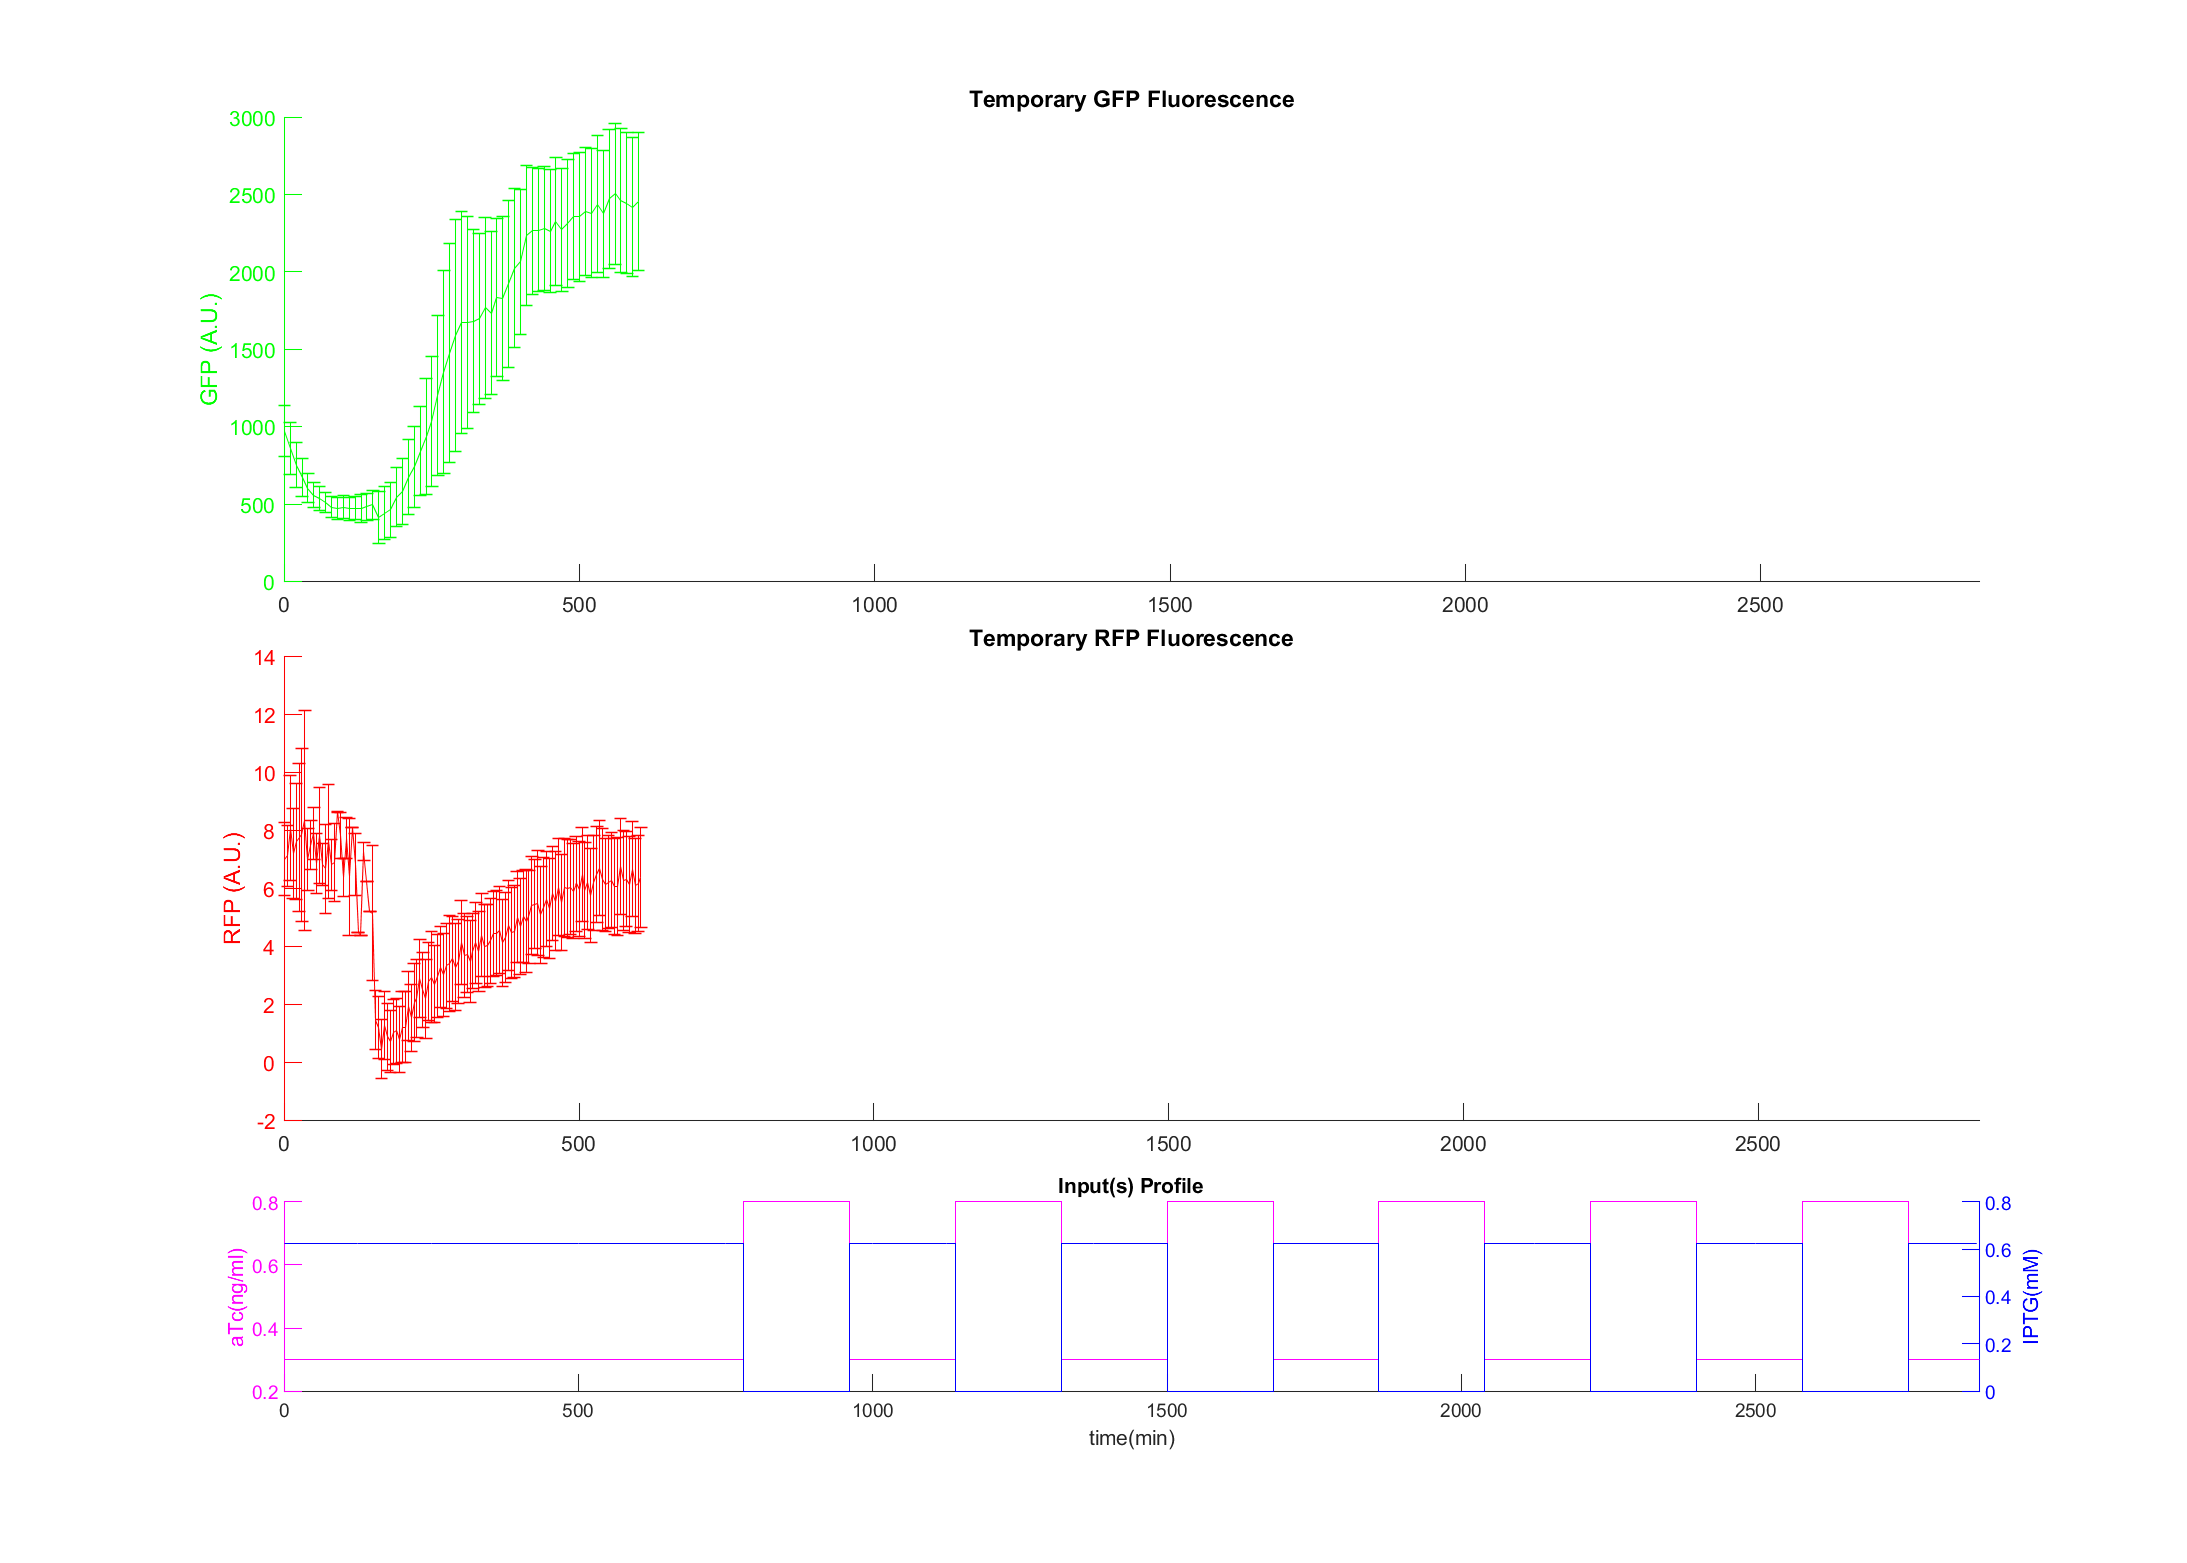 Temporary GFP Fluorescence
3000
2500
2000
1500
1000
500
0
GFP (A.U.)
0 500 1000 1500 2000 2500
Temporary RFP Fluorescence
14
12
10
8
6
4
2
0
-2
RFP (A.U.)
0 500 1000 1500 2000 2500
Input(s) Profile
0.8
0.6
0.4
0.2
aTc(ng/ml)
0.8
0.6
0.4
0.2
0
IPTG(mM)
0 500 1000 1500 2000 2500
time(min)